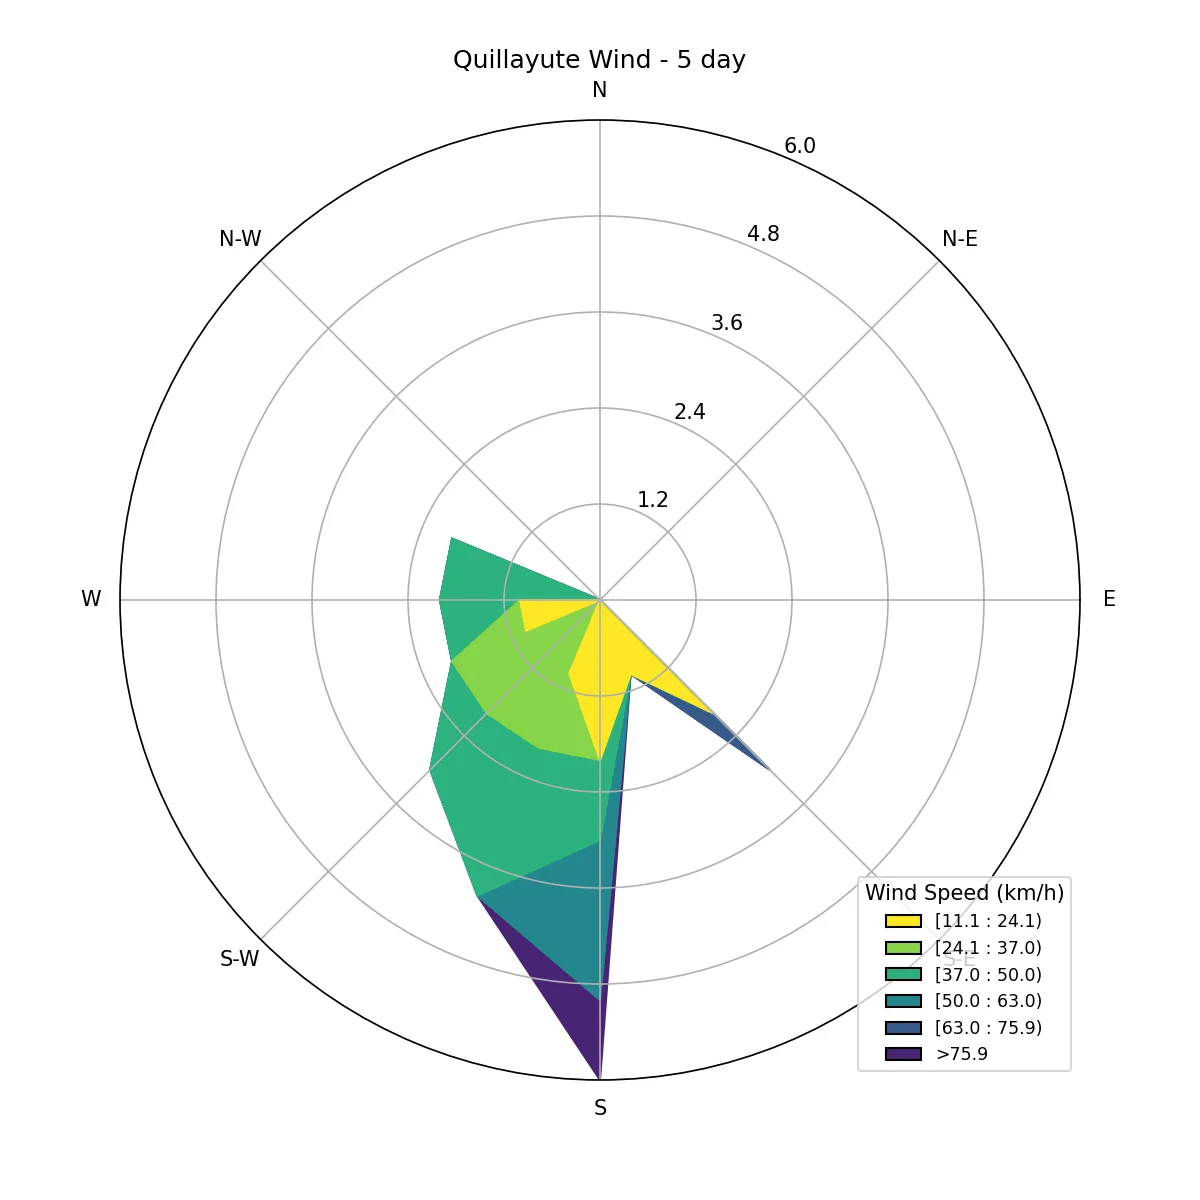 Quillayute Wind - 5 day
N
6.0
N-W
N-E
4.8
3.6
2.4
1.2
W
E
S-W
S-E
Wind Speed (km/h)
[11.1 : 24.1)
[24.1 : 37.0)
[37.0 : 50.0)
[50.0 : 63.0)
[63.0 : 75.9)
>75.9
S